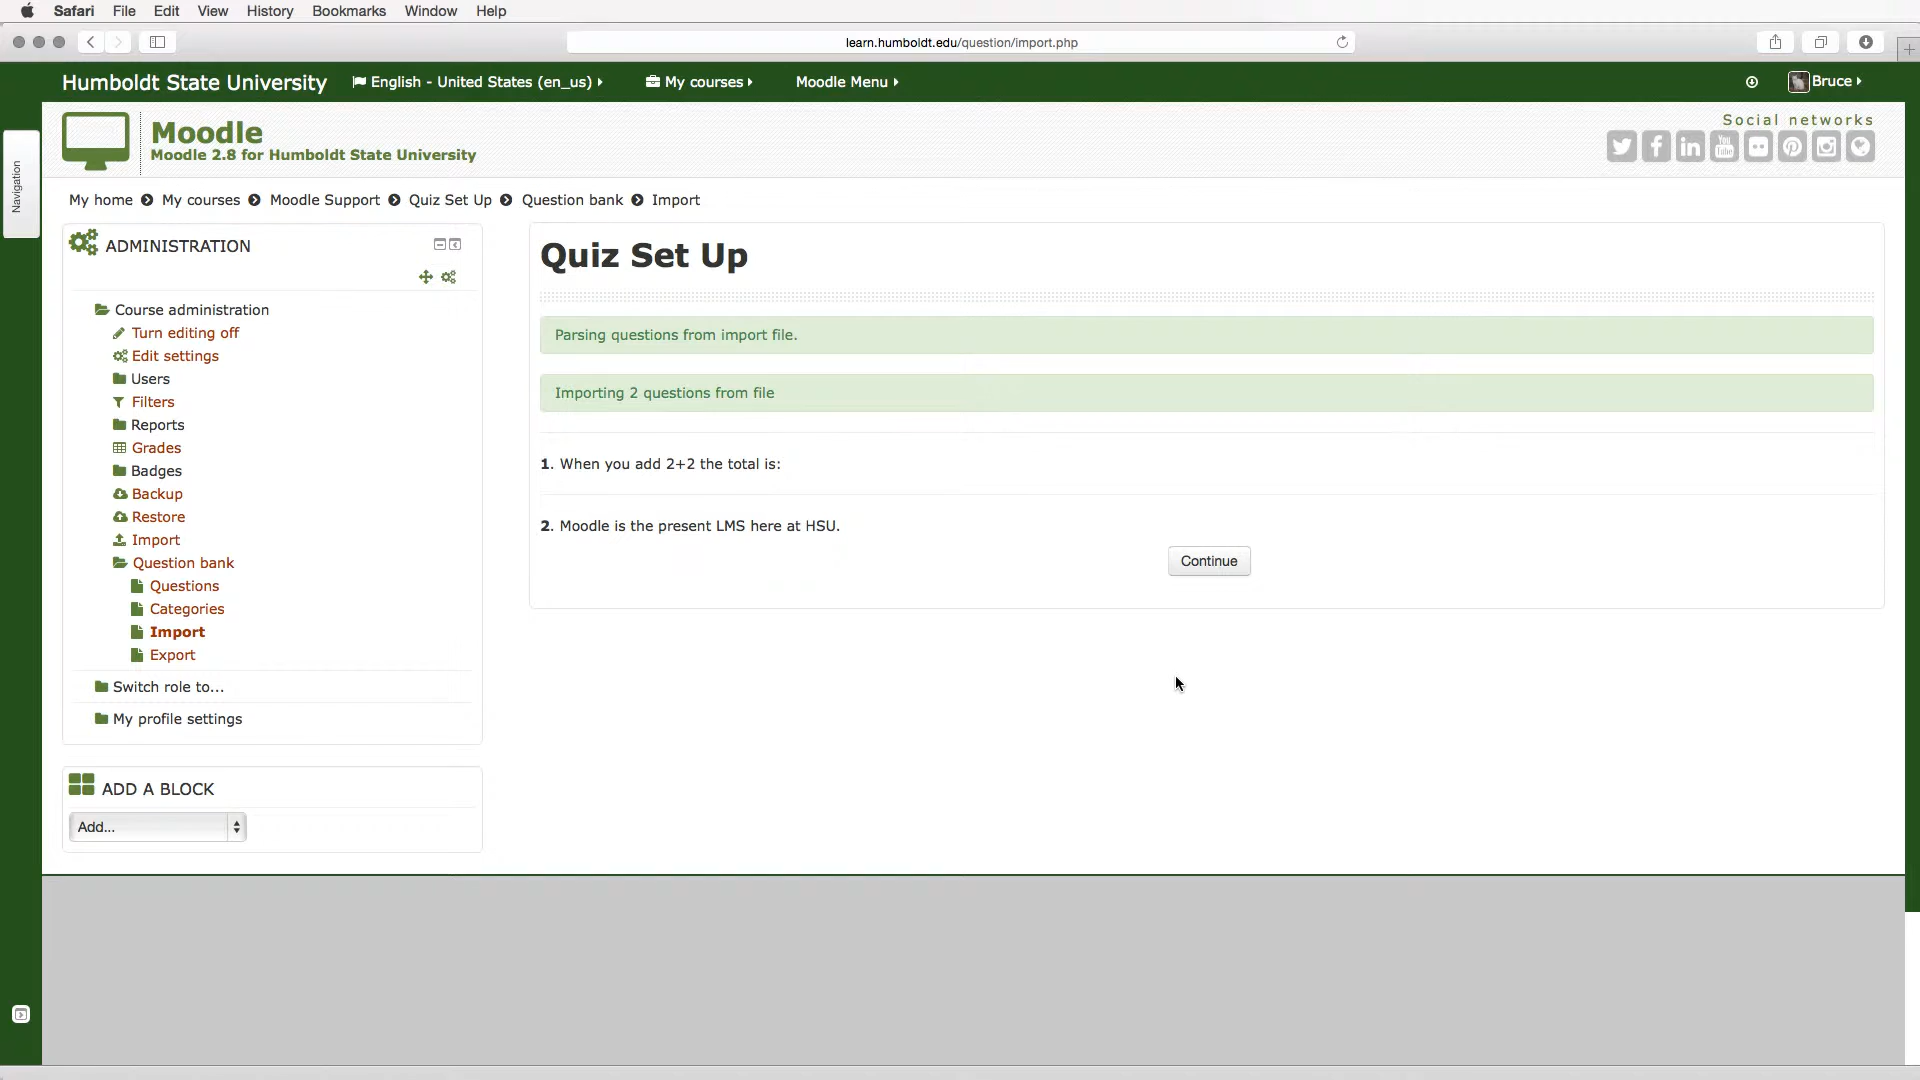 Safari File Edit View History Bookmarks Window Help
learn.humboldt.edu/question/import.php
Humboldt State University English - United States (en_us) My courses Moodle Menu Bruce
Navigation
Moodle
Moodle 2.8 for Humboldt State University
Social networks
You
Tube
My home My courses Moodle Support Quiz Set Up Question bank Import
ADMINISTRATION
Course administration
Turn editing off
Edit settings
Users
Filters
Reports
Grades
Badges
Backup
Restore
Import
Question bank
Questions
Categories
Import
Export
Switch role to...
My profile settings
ADD A BLOCK
Add...
Quiz Set Up
Parsing questions from import file.
Importing 2 questions from file
1. When you add 2+2 the total is:
2. Moodle is the present LMS here at HSU.
Continue